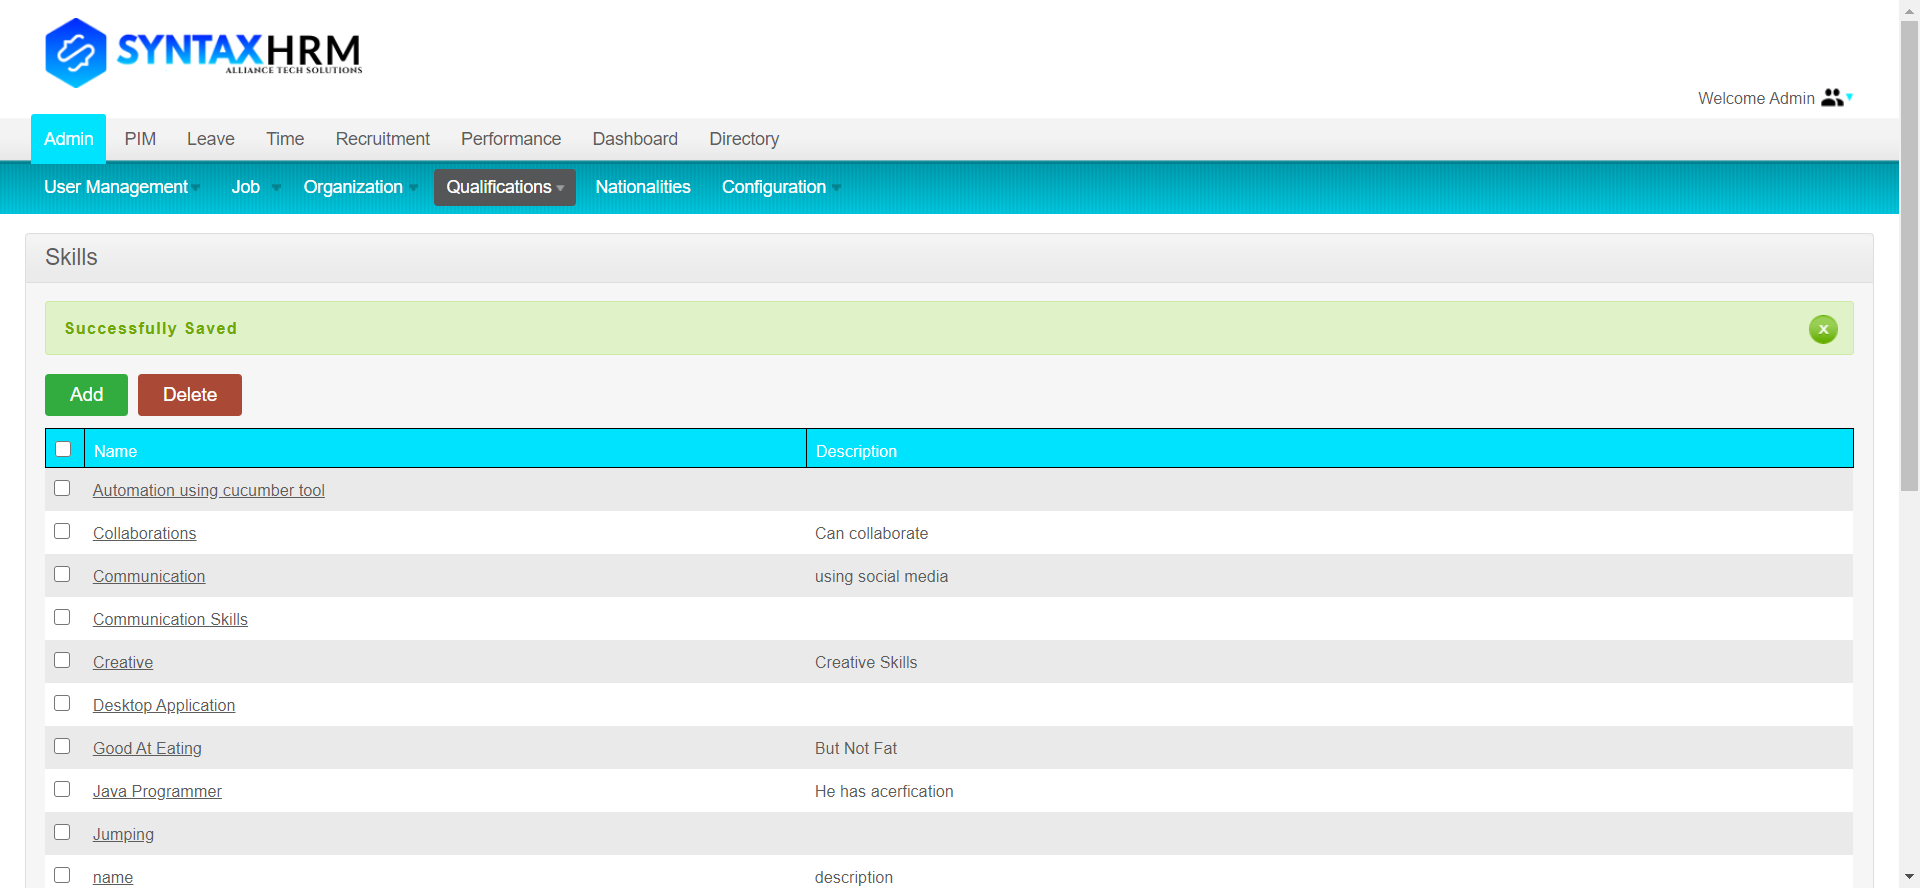 SYNTAXHRM
ALLIANCE TECH SOLUTIONS
Welcome Admin
Admin PIM Leave Time Recruitment Performance Dashboard Directory
User Management Job Organization Qualifications Nationalities Configuration
Skills
Successfully Saved
x
Add Delete
Name Description
Automation using cucumber tool
Collaborations Can collaborate
Communication using social media
Communication Skills
Creative Creative Skills
Desktop Application
Good At Eating But Not Fat
Java Programmer He has acerfication
Jumping
name description